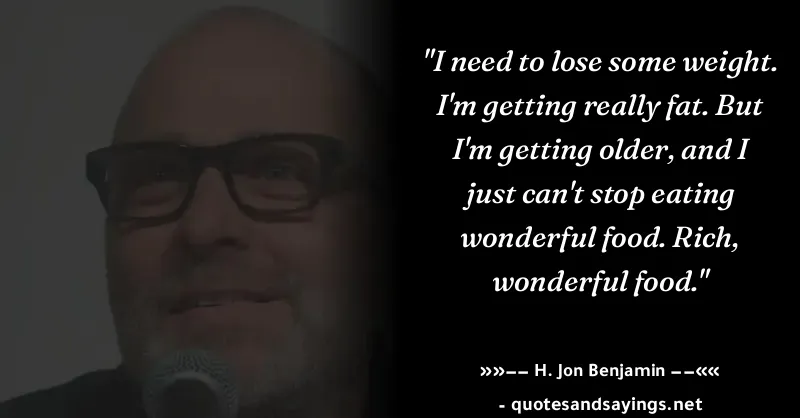 "I need to lose some weight.
I'm getting really fat. But
I'm getting older, and I
just can't stop eating
wonderful food. Rich,
wonderful food."
»»−− H. Jon Benjamin −−««
- quotesandsayings.net